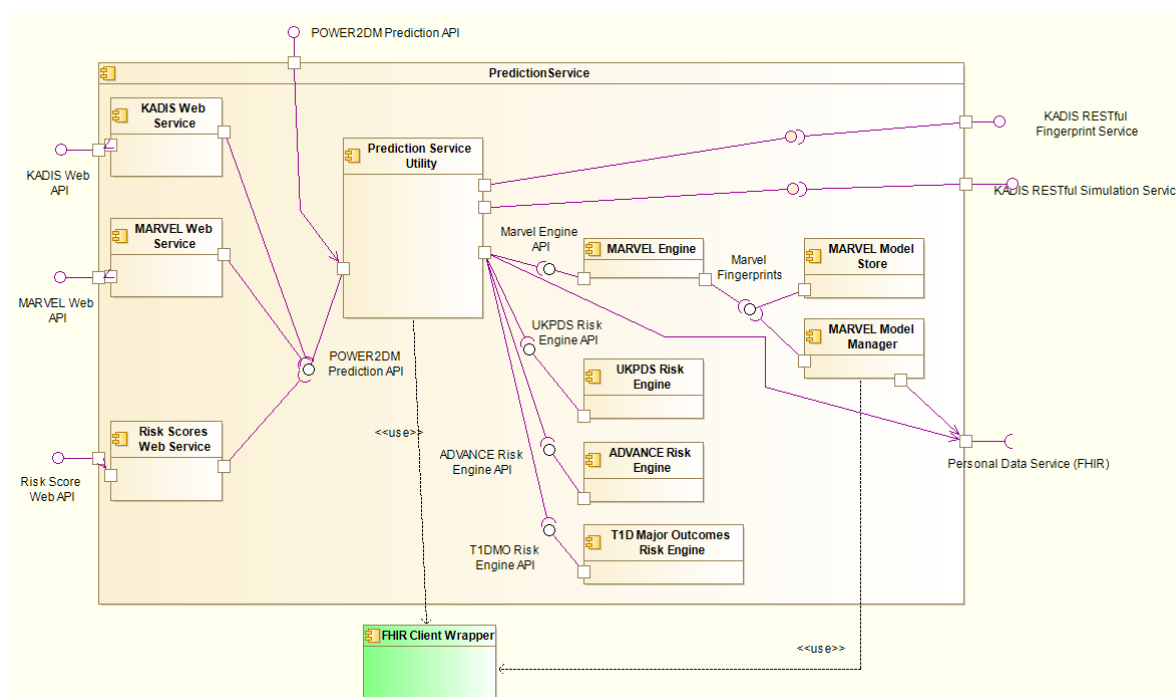 POWER2DM Prediction API
PredictionService
KADIS Web
Service
KADIS Web
API
Prediction Service
Utility
KADIS RESTful
Fingerprint Service
KADIS RESTful Simulation Servic
MARVEL Web
Service
MARVEL Web
API
Marvel Engine
API
MARVEL Engine
Marvel
Fingerprints
MARVEL Model
Store
MARVEL Model
Manager
UKPDS Risk
Engine API
POWER2DM
Prediction API
UKPDS Risk
Engine
<<use>>
Risk Scores
Web Service
Risk Score
Web API
ADVANCE Risk
Engine API
ADVANCE Risk
Engine
Personal Data Service (FHIR)
T1DMO Risk
Engine API
T1D Major Outcomes
Risk Engine
FHIR Client Wrapper
<<use>>